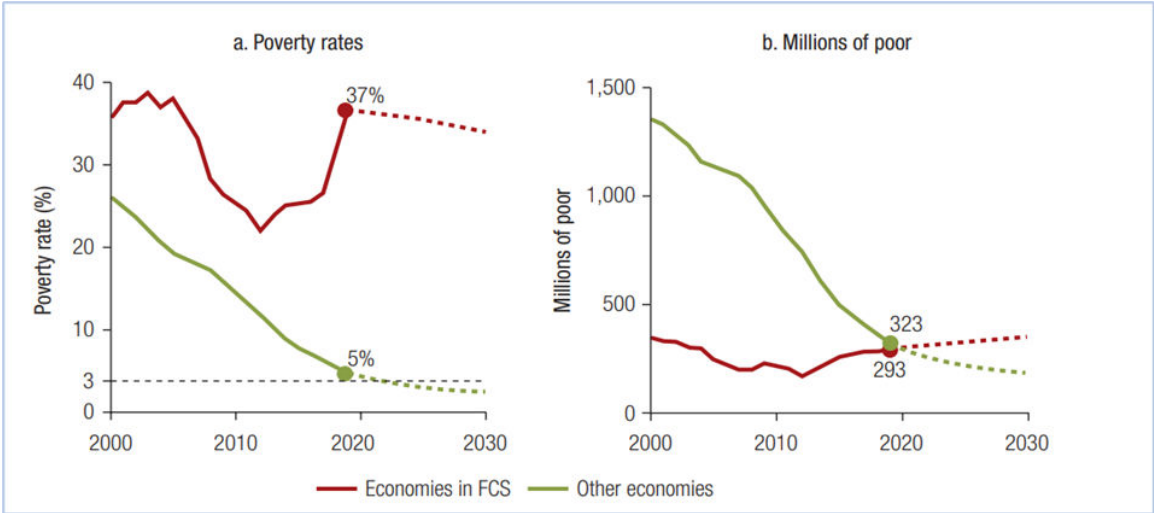 a. Poverty rates
Poverty rate (%)
40
30
20
10
3
0
37%
5%
2000 2010 2020 2030
b. Millions of poor
Millions of poor
1,500
1,000
500
0
323
293
2000 2010 2020 2030
Economies in FCS Other economies